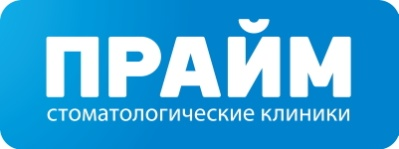 ПРАЙМ
стоматологические клиники